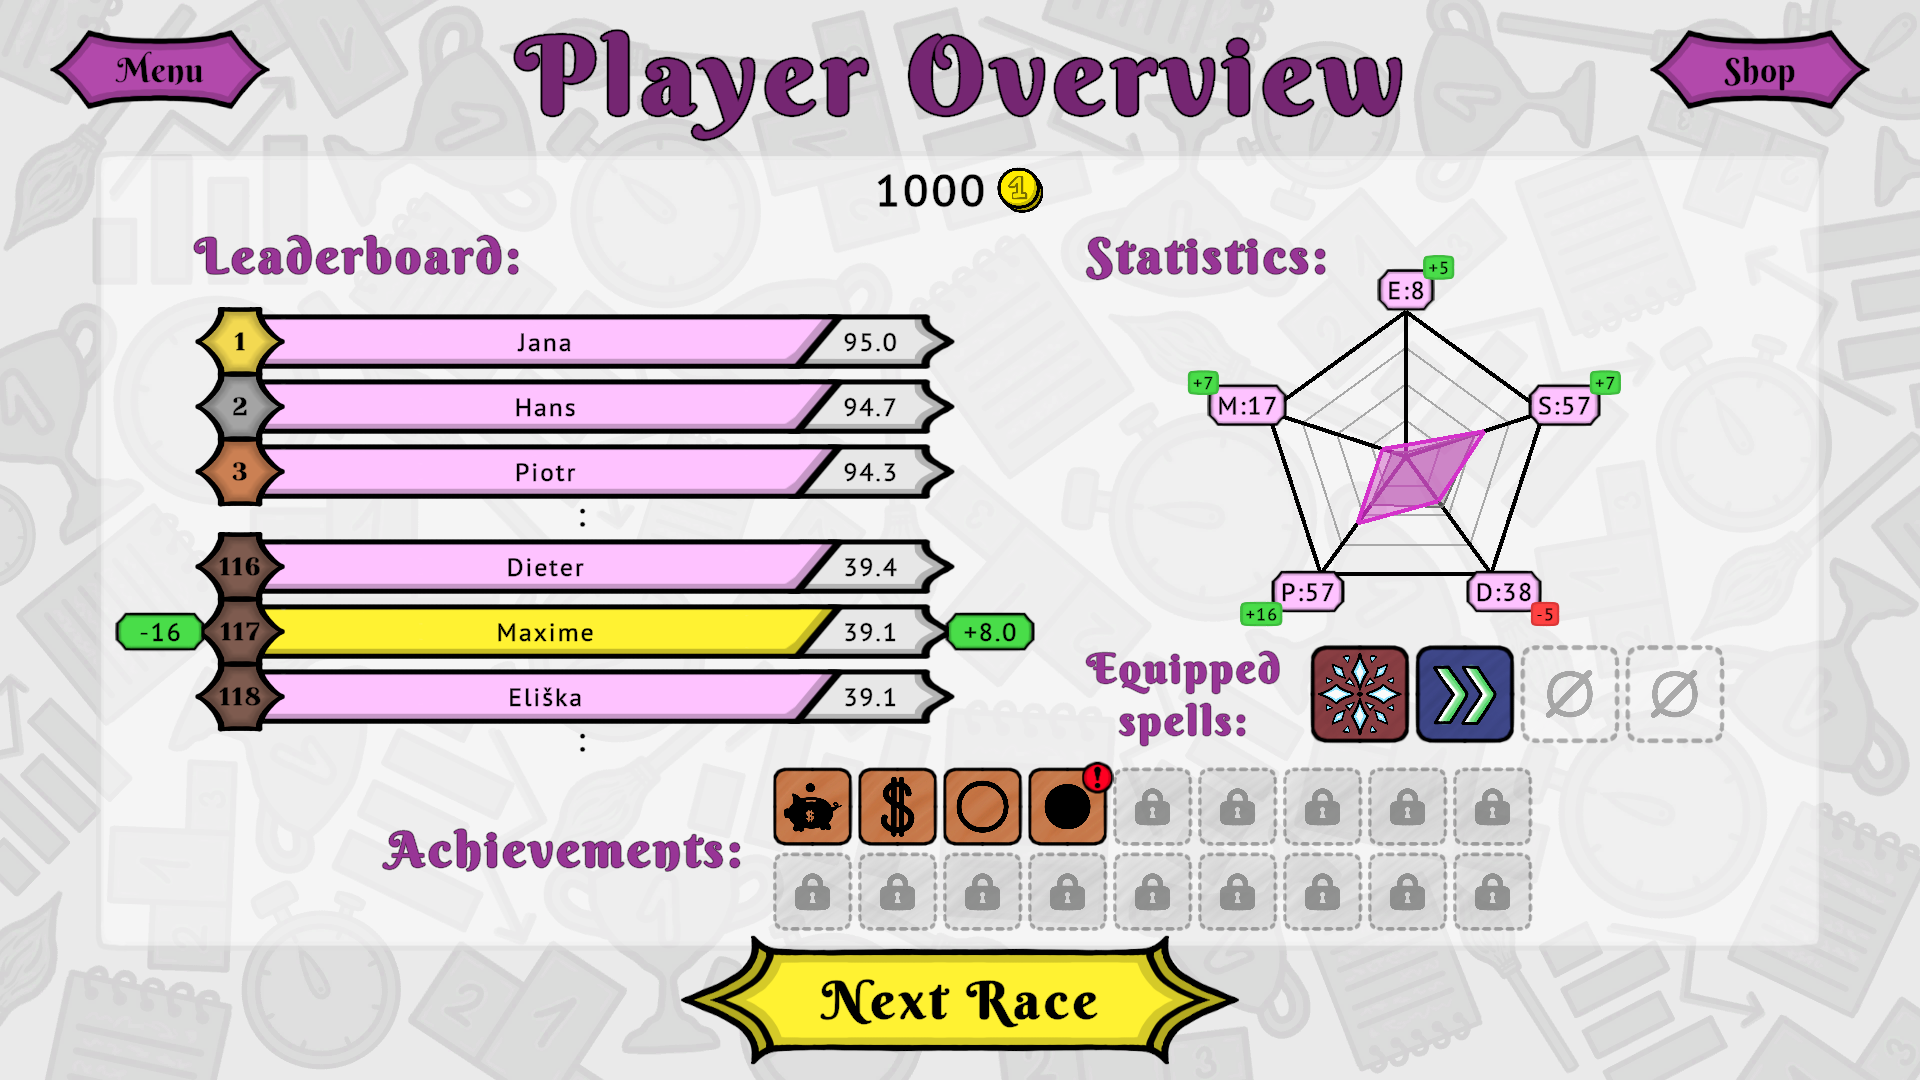 Menu
Player Overview
Shop
1000
Leaderboard:
1 Jana 95.0
2 Hans 94.7
3 Piotr 94.3
:
116 Dieter 39.4
-16 117 Maxime 39.1 +8.0
118 Eliška 39.1
:
Statistics:
E:8 +5
+7 M:17
S:57 +7
P:57 +16
D:38 -5
Equipped
spells:
Achievements:
!
Next Race